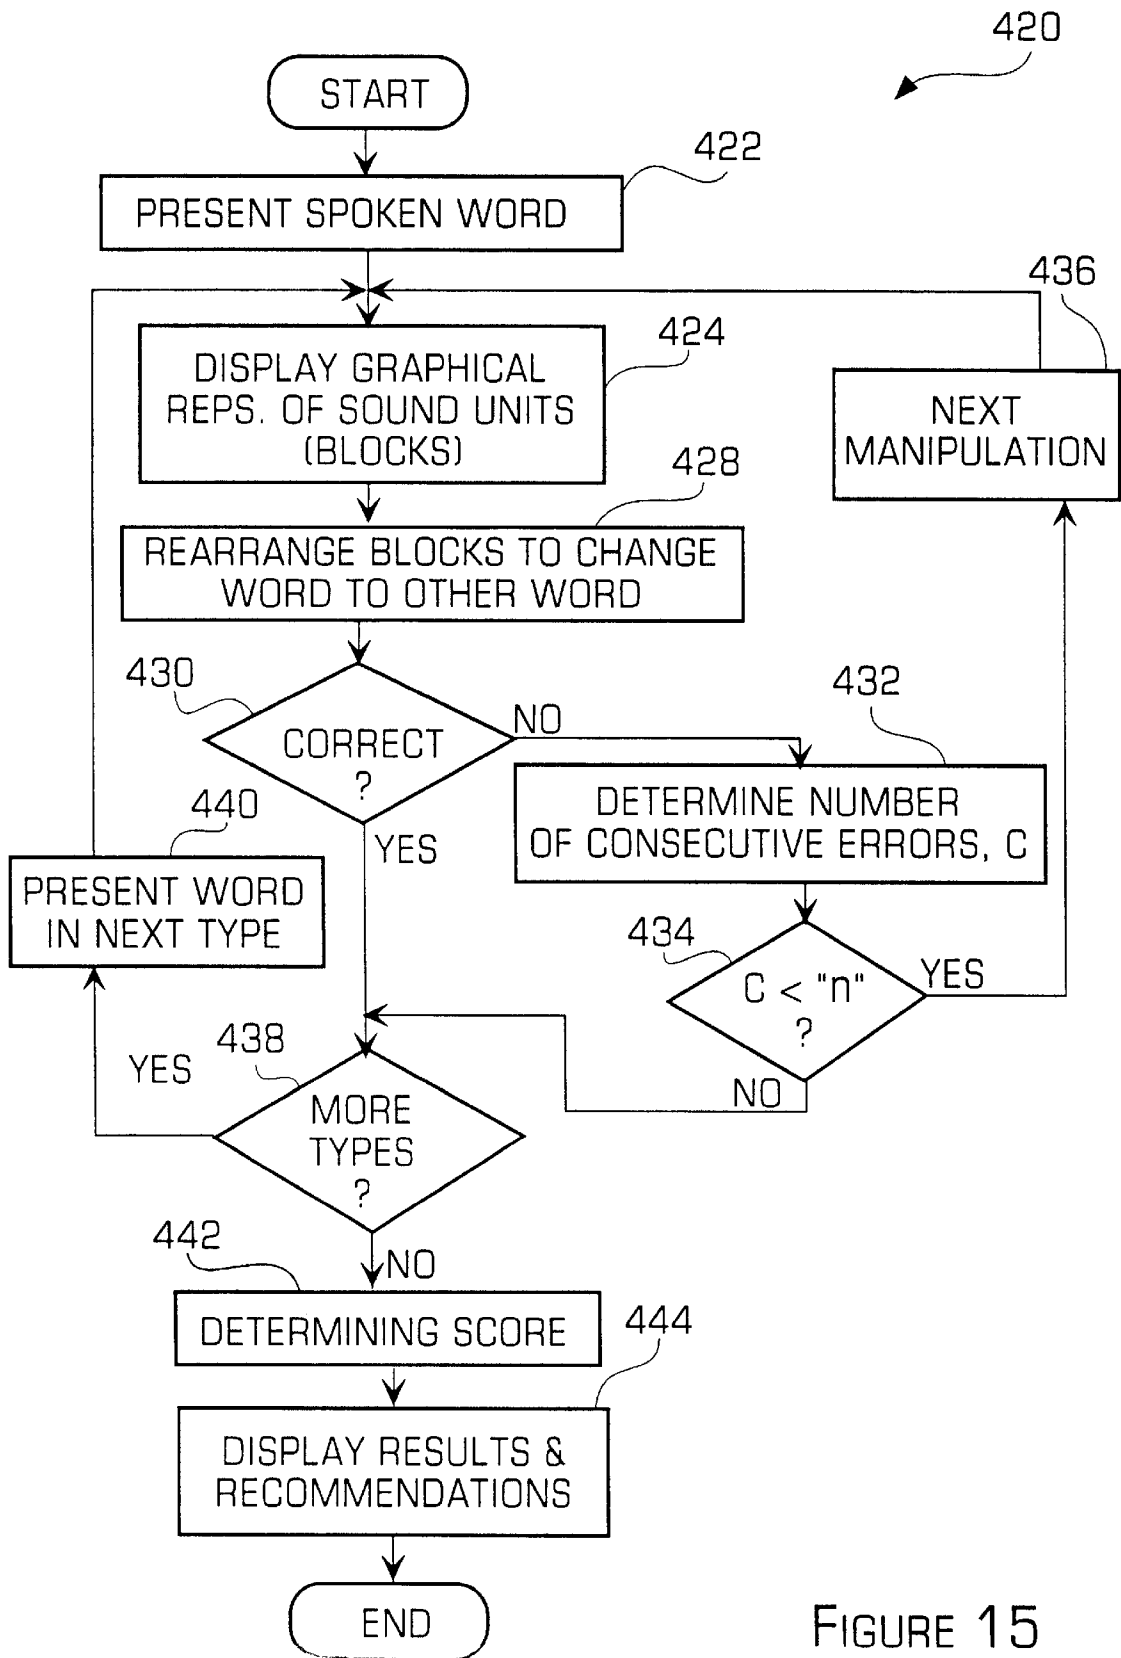 420
START
422
PRESENT SPOKEN WORD
436
424
DISPLAY GRAPHICAL
REPS. OF SOUND UNITS
(BLOCKS)
NEXT
MANIPULATION
428
REARRANGE BLOCKS TO CHANGE
WORD TO OTHER WORD
430
432
NO
CORRECT
?
DETERMINE NUMBER
OF CONSECUTIVE ERRORS, C
440
YES
PRESENT WORD
IN NEXT TYPE
434
C < "n"
?
YES
NO
438
YES
MORE
TYPES
?
442
NO
DETERMINING SCORE
444
DISPLAY RESULTS &
RECOMMENDATIONS
END
FIGURE 15